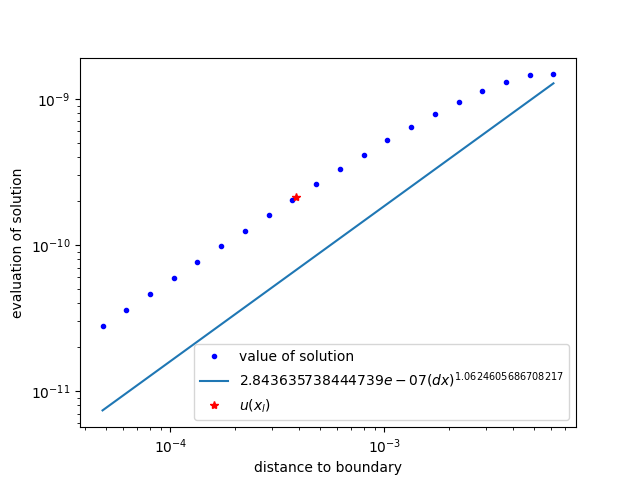 10^{-9}
10^{-10}
10^{-11}
evaluation of solution
value of solution
2.843635738444739e − 07(dx)^{1.0624605686708217}
u(x_l)
10^{-4}
10^{-3}
distance to boundary